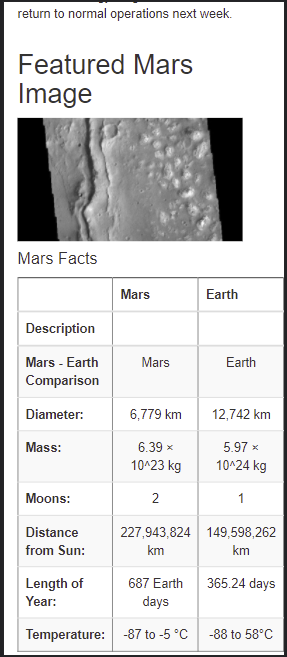 return to normal operations next week.
Featured Mars
Image
Mars Facts
Mars Earth
Description
Mars - Earth
Comparison Mars Earth
Diameter: 6,779 km 12,742 km
Mass: 6.39 × 5.97 ×
10^23 kg 10^24 kg
Moons: 2 1
Distance 227,943,824 149,598,262
from Sun: km km
Length of 687 Earth 365.24 days
Year: days
Temperature: -87 to -5 °C -88 to 58°C